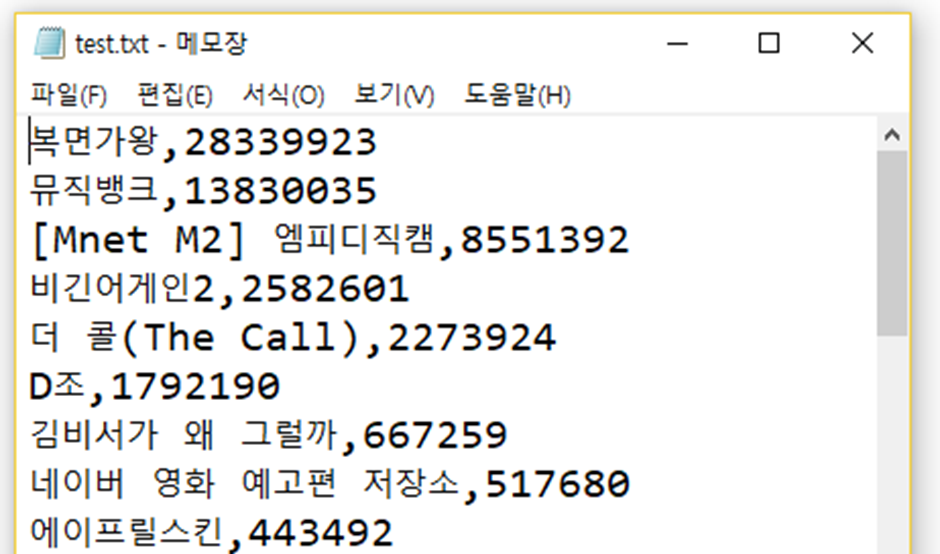 test.txt - 메모장
파일(F) 편집(E) 서식(O) 보기(V) 도움말(H)
복면가왕,28339923
뮤직뱅크,13830035
[Mnet M2] 엠피디직캠,8551392
비긴어게인2,2582601
더 콜(The Call),2273924
D조,1792190
김비서가 왜 그럴까,667259
네이버 영화 예고편 저장소,517680
에이프릴스킨,443492